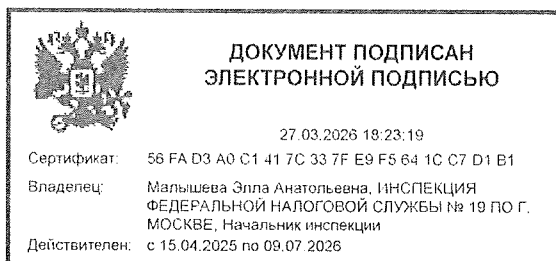 ДОКУМЕНТ ПОДПИСАН
ЭЛЕКТРОННОЙ ПОДПИСЬЮ
27.03.2026 18:23:19
Сертификат: 56 FA D3 A0 C1 41 7C 33 7F E9 F5 64 1C C7 D1 B1
Владелец: Малышева Элла Анатольевна, ИНСПЕКЦИЯ
ФЕДЕРАЛЬНОЙ НАЛОГОВОЙ СЛУЖБЫ № 19 ПО Г.
МОСКВЕ, Начальник инспекции
Действителен: с 15.04.2025 по 09.07.2026